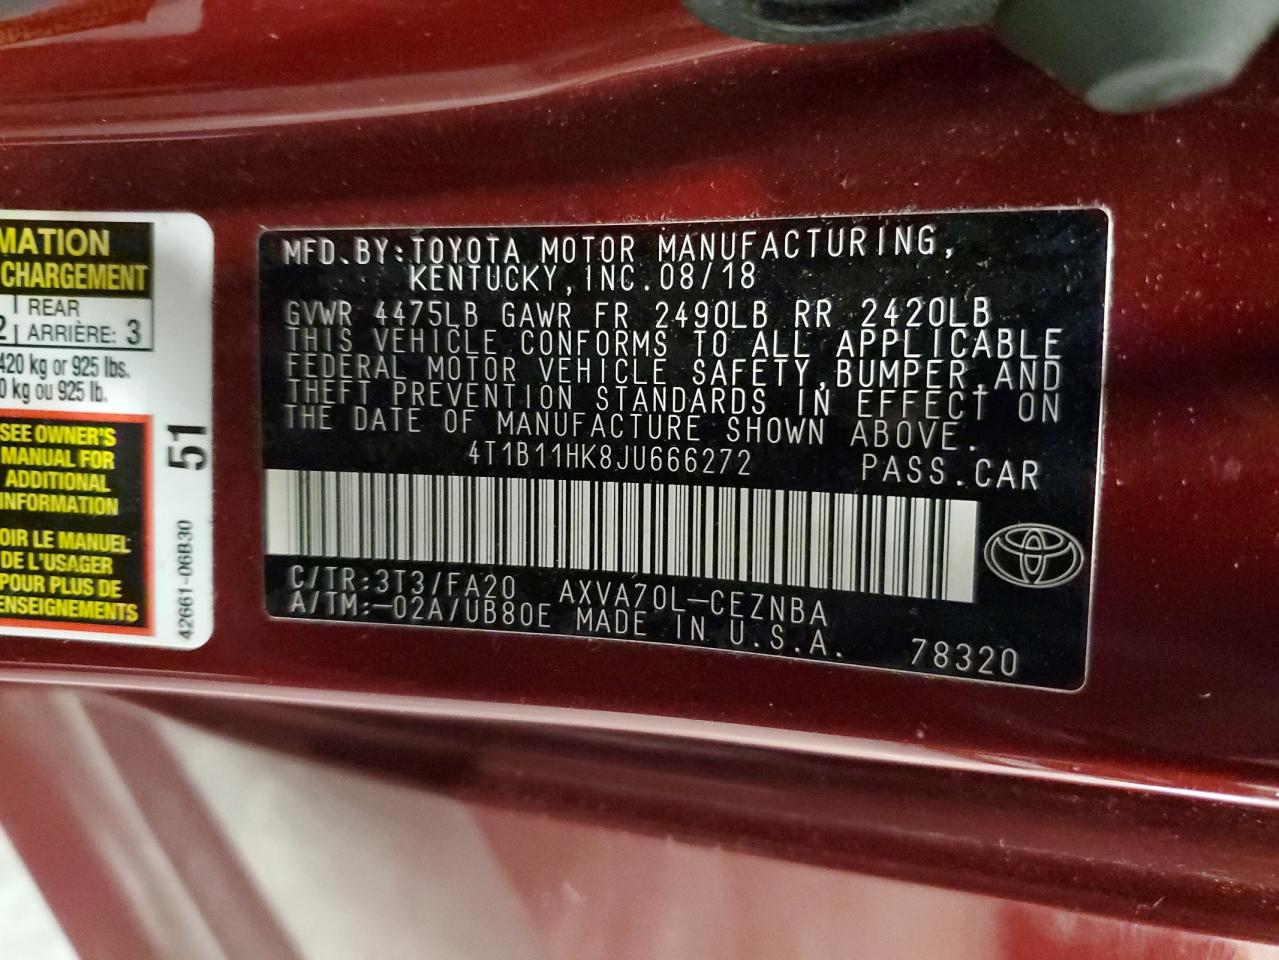 MATION
CHARGEMENT
REAR
2 ARRIÈRE: 3
420 kg or 925 lbs.
0 kg ou 925 lb.
SEE OWNER'S
MANUAL FOR
ADDITIONAL
INFORMATION
OIR LE MANUEL
DE L'USAGER
POUR PLUS DE
ENSEIGNEMENTS
51
42661-06B30
MFD.BY:TOYOTA MOTOR MANUFACTURING,
KENTUCKY,INC.08/18
GVWR 4475LB GAWR FR 2490LB RR 2420LB
THIS VEHICLE CONFORMS TO ALL APPLICABLE
FEDERAL MOTOR VEHICLE SAFETY,BUMPER,AND
THEFT PREVENTION STANDARDS IN EFFECT ON
THE DATE OF MANUFACTURE SHOWN ABOVE.
4T1B11HK8JU666272 PASS.CAR
C/TR:3T3/FA20 AXVA70L-CEZNBA
A/TM:-02A/UB80E MADE IN U.S.A. 78320